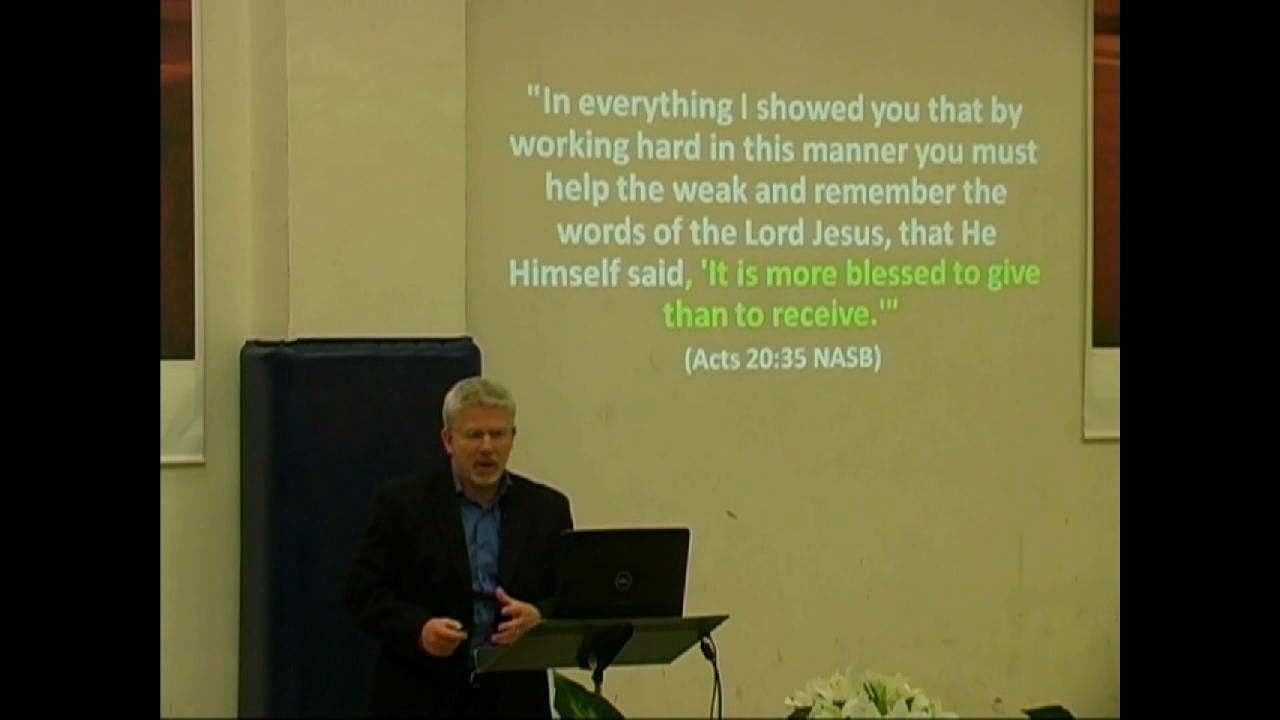 "In everything I showed you that by
working hard in this manner you must
help the weak and remember the
words of the Lord Jesus, that He
Himself said, 'It is more blessed to give
than to receive.'"
(Acts 20:35 NASB)
DELL